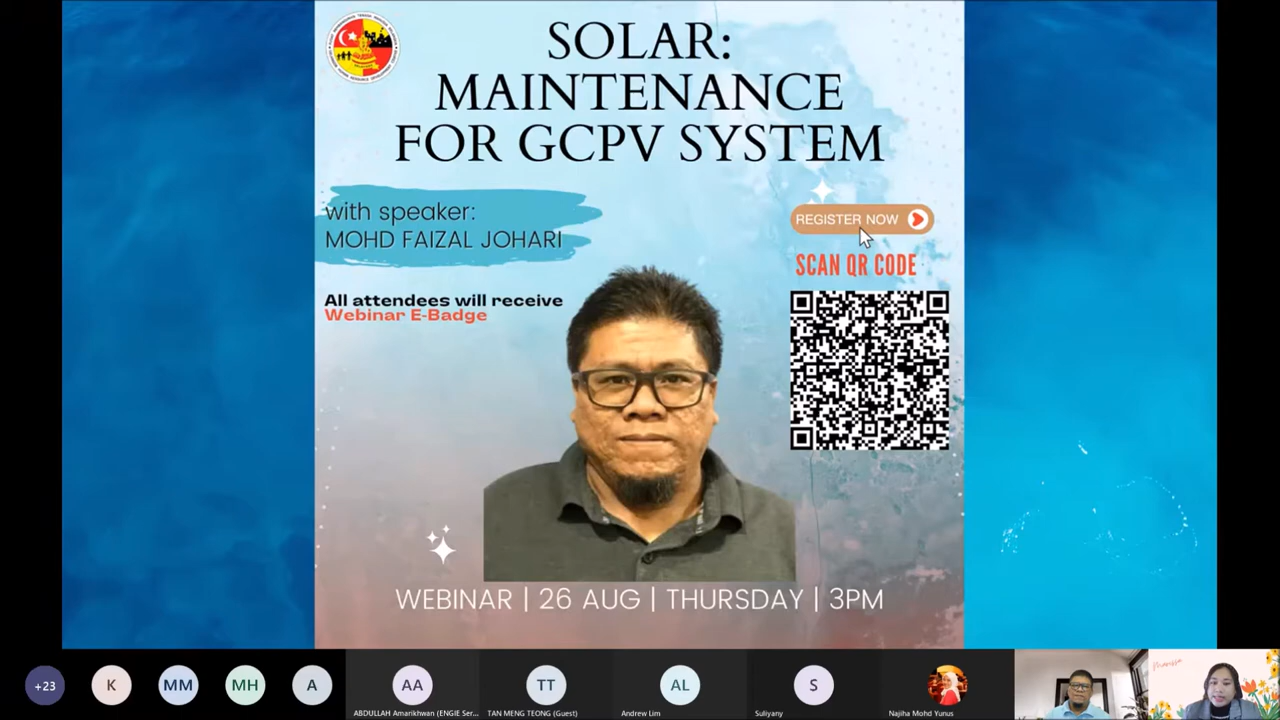 SOLAR:
MAINTENANCE
FOR GCPV SYSTEM
with speaker:
MOHD FAIZAL JOHARI
REGISTER NOW
SCAN QR CODE
All attendees will receive
Webinar E-Badge
WEBINAR | 26 AUG | THURSDAY | 3PM
+23
K
MM
MH
A
AA
TT
AL
S
ABDULLAH Amarikhwan (ENGIE Ser...
TAN MENG TEONG (Guest)
Andrew Lim
Suliyany
Najiha Mohd Yunus